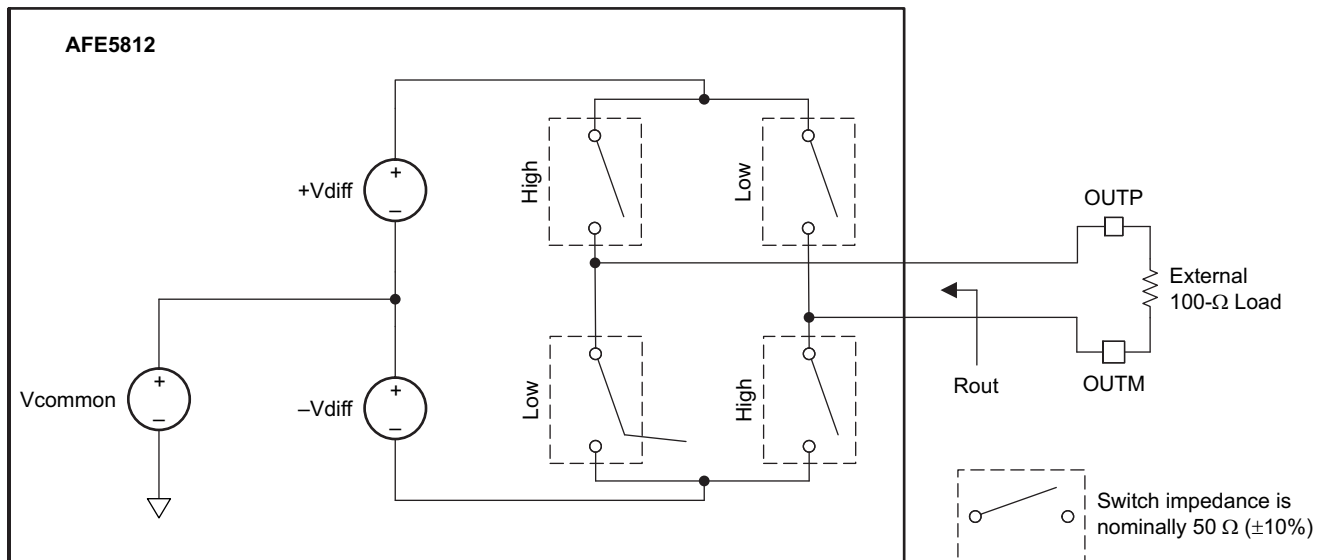 AFE5812
+Vdiff
High
Low
OUTP
External
100-Ω Load
Vcommon
–Vdiff
Low
High
Rout
OUTM
Switch impedance is
nominally 50 Ω (±10%)